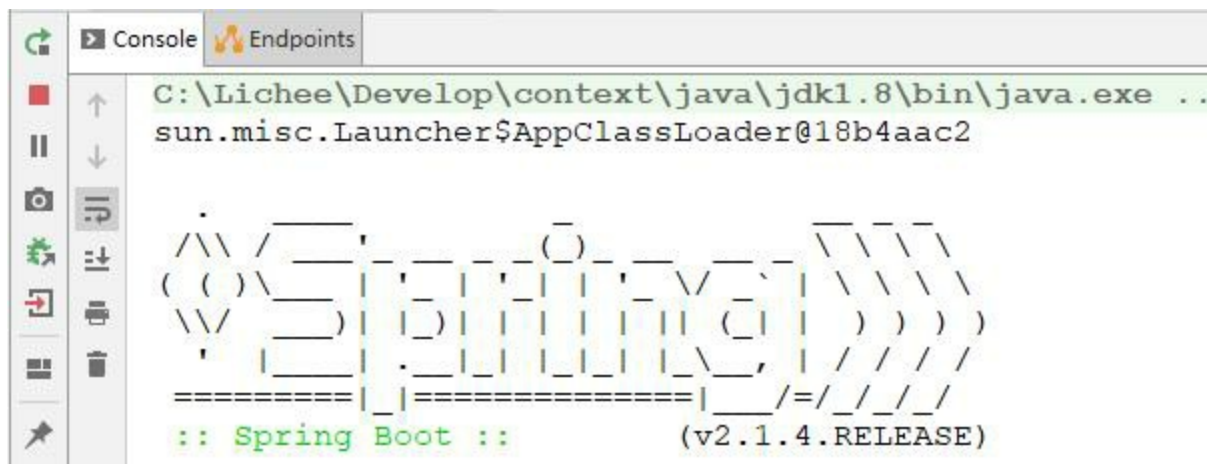 Console Endpoints
C:\Lichee\Develop\context\java\jdk1.8\bin\java.exe ..
sun.misc.Launcher$AppClassLoader@18b4aac2
  .   ____          _            __ _ _
 /\\ / ___'_ __ _ _(_)_ __  __ _ \ \ \ \
( ( )\___ | '_ | '_| | '_ \/ _` | \ \ \ \
 \\/  ___)| |_)| | | | | || (_| |  ) ) ) )
  '  |____| .__|_| |_|_| |_\__, | / / / /
 =========|_|==============|___/=/_/_/_/
 :: Spring Boot ::        (v2.1.4.RELEASE)